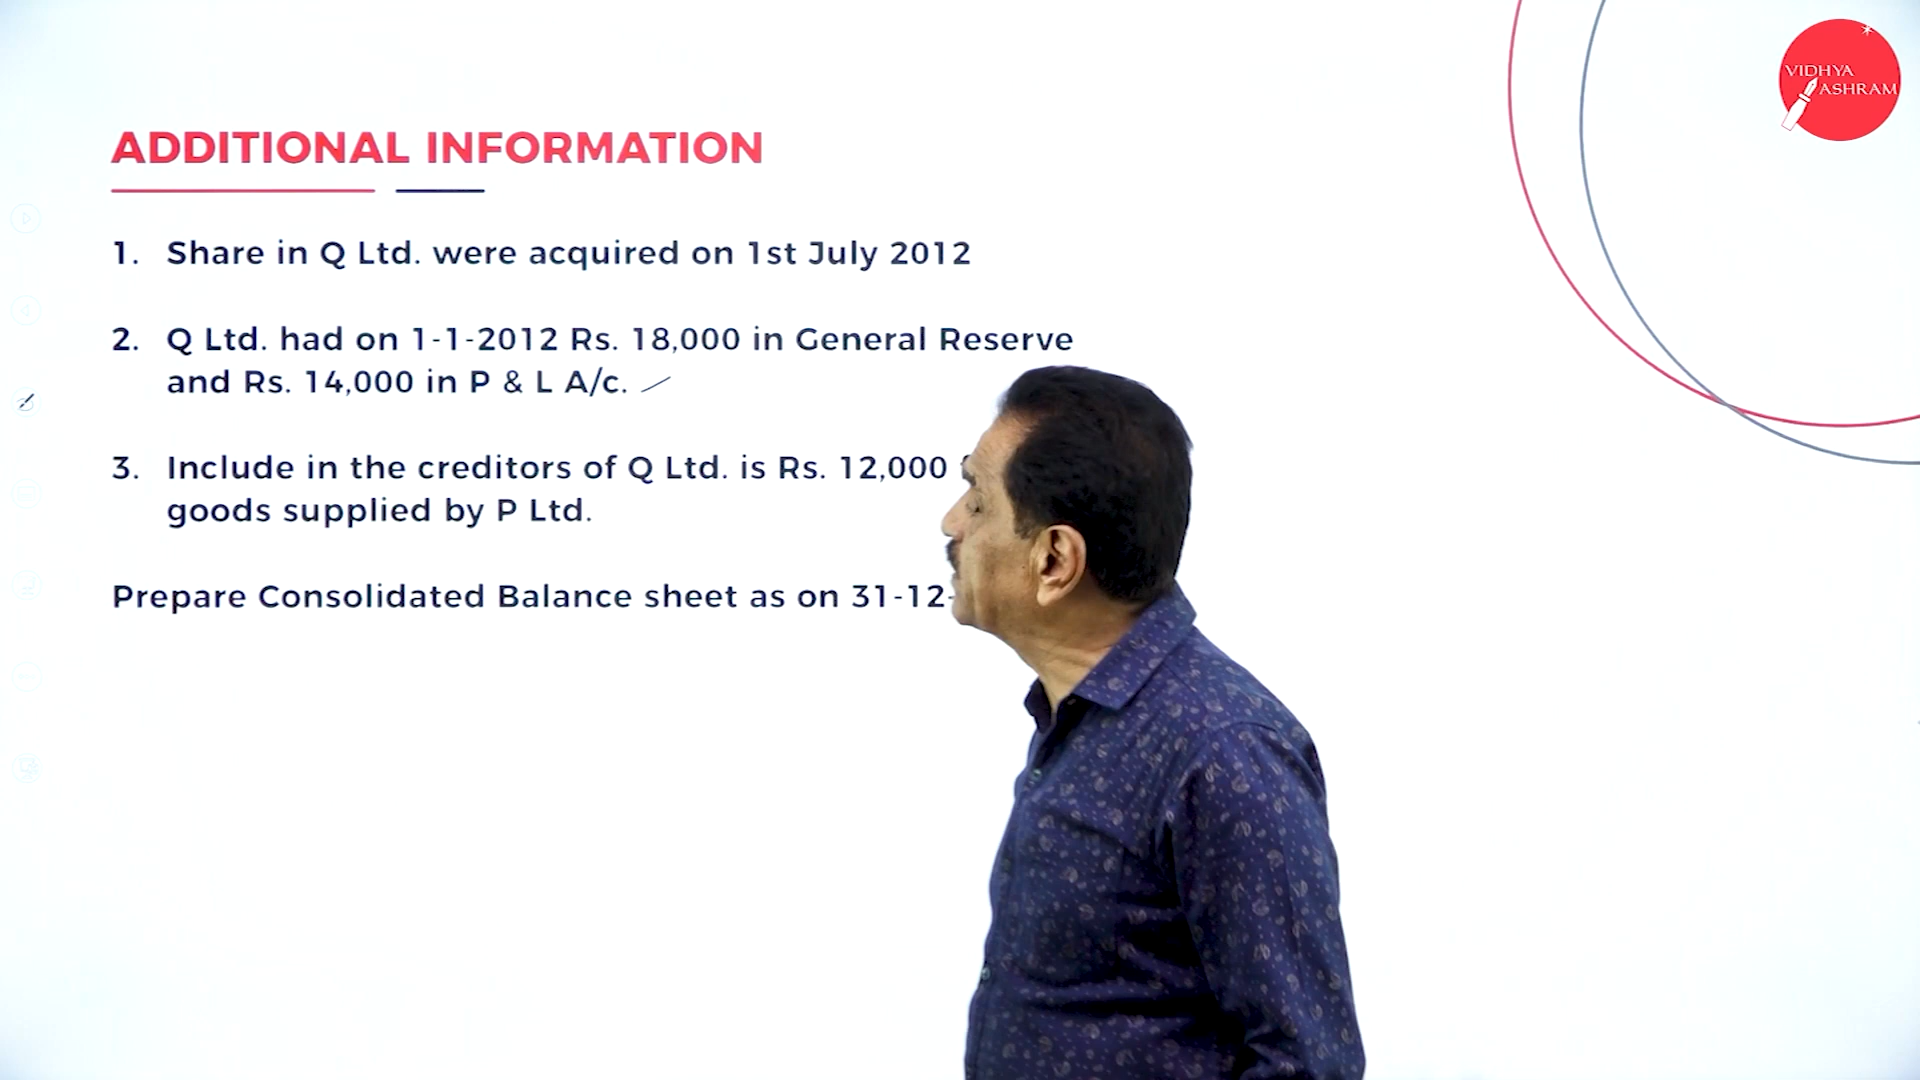 VIDHYA
ASHRAM
ADDITIONAL INFORMATION
1. Share in Q Ltd. were acquired on 1st July 2012
2. Q Ltd. had on 1-1-2012 Rs. 18,000 in General Reserve
and Rs. 14,000 in P & L A/c.
3. Include in the creditors of Q Ltd. is Rs. 12,000
goods supplied by P Ltd.
Prepare Consolidated Balance sheet as on 31-12-